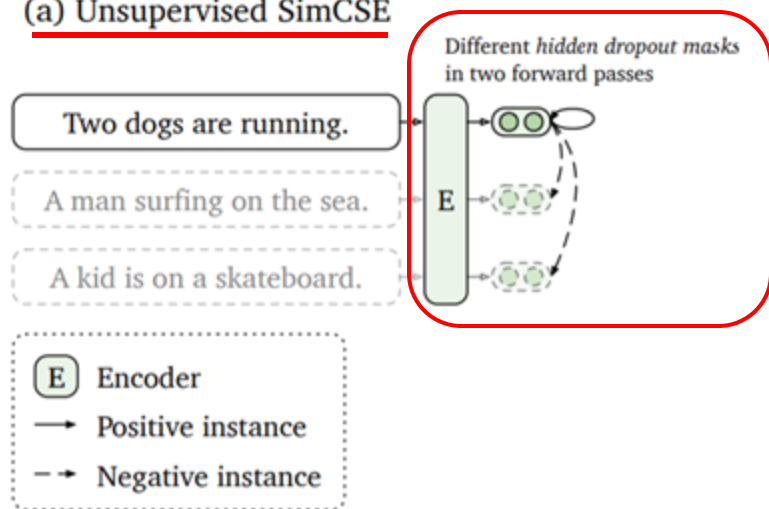 (a) Unsupervised SimCSE
Different hidden dropout masks
in two forward passes
Two dogs are running.
A man surfing on the sea.
E
A kid is on a skateboard.
E Encoder
Positive instance
Negative instance